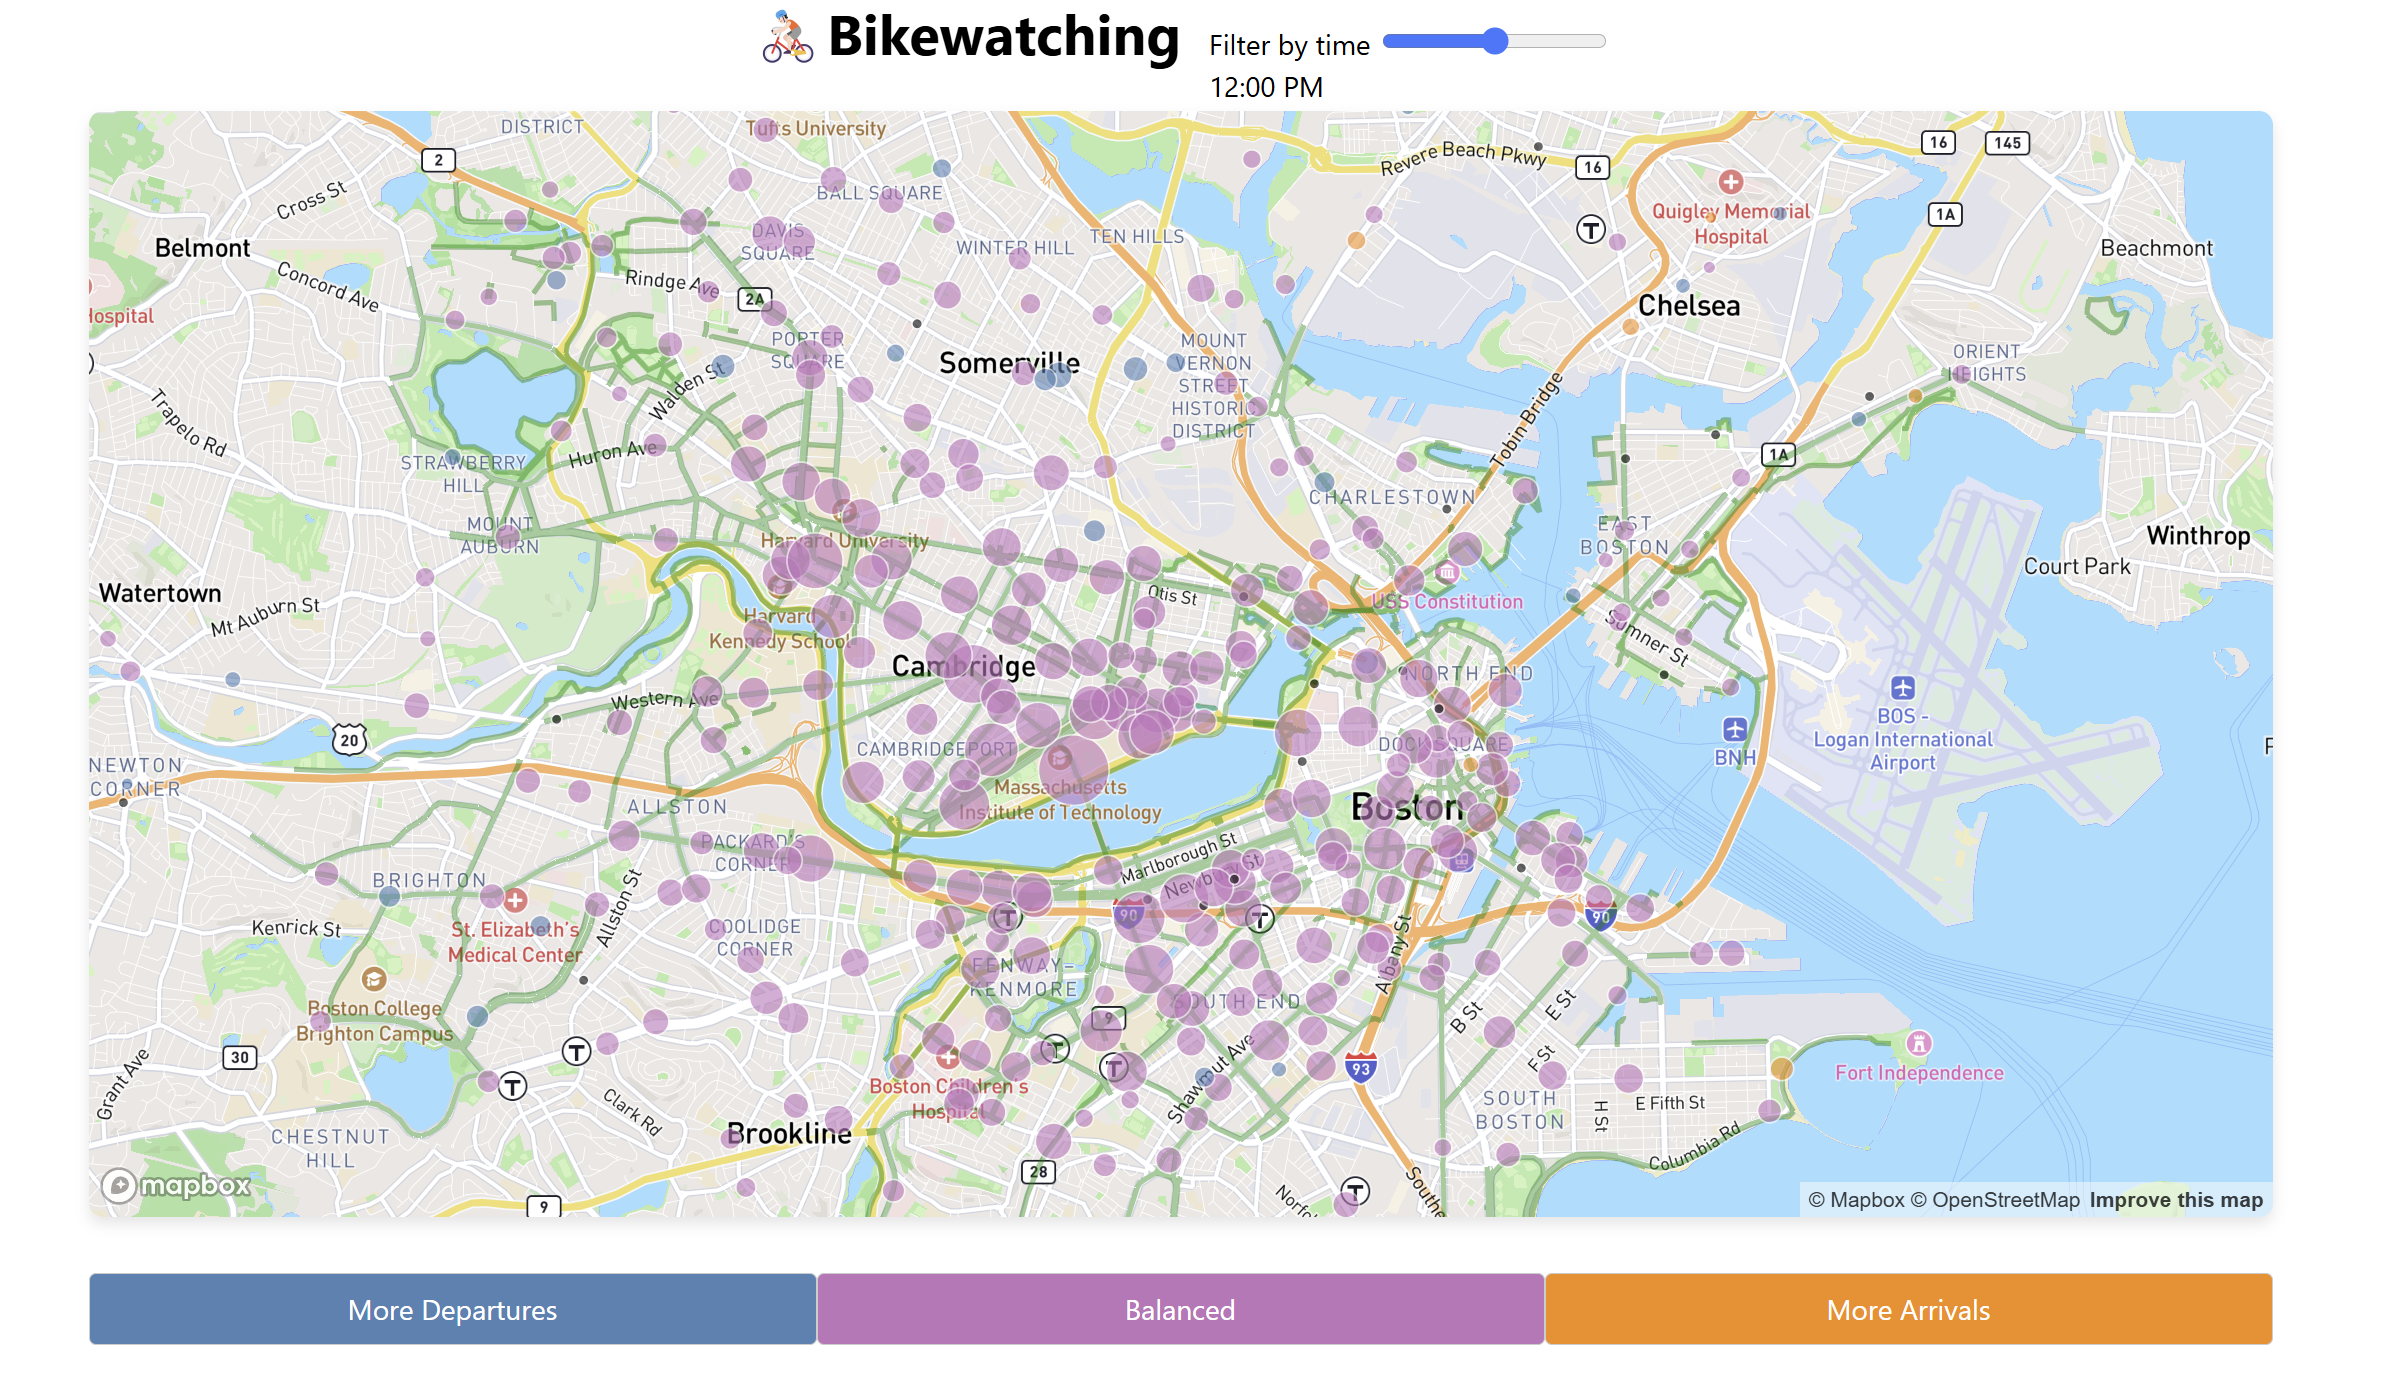 Bikewatching
Filter by time
12:00 PM
DISTRICT
Tufts University
2
Cross St
BALL SQUARE
Revere Beach Pkwy
16
16
145
1A
Quigley Memorial
Hospital
T
Belmont
Concord Ave
DAVIS
SQUARE
WINTER HILL
TEN HILLS
Beachmont
Rindge Ave
2A
Hospital
Chelsea
PORTER
SQUARE
Somerville
MOUNT
VERNON
STREET
HISTORIC
DISTRICT
ORIENT
HEIGHTS
Walden St
Trapelo Rd
Tobin Bridge
Huron Ave
STRAWBERRY
HILL
1A
CHARLESTOWN
MOUNT
AUBURN
Harvard University
EAST
BOSTON
Winthrop
Court Park
Watertown
Mt Auburn St
Otis St
USS Constitution
Harvard
Kennedy School
Sumner St
Cambridge
NORTH END
Western Ave
20
BOS -
Logan International
Airport
BNH
F
CAMBRIDGEPORT
DOCK SQUARE
NEWTON
CORNER
Massachusetts
Institute of Technology
ALLSTON
Boston
PACKARD'S
CORNER
Marlborough St
BRIGHTON
Newb St
Allston St
90
90
T
T
Kenrick St
St. Elizabeth's
Medical Center
COOLIDGE
CORNER
Albany St
FENWAY-
KENMORE
SOUTH END
Boston College
Brighton Campus
9
B St
E St
30
T
T
T
T
F St
93
Fort Independence
Grant Ave
Boston Children's
Hospital
Shawmut Ave
Clark Rd
SOUTH
BOSTON
H St
E Fifth St
Columbia Rd
CHESTNUT
HILL
Brookline
28
9
Norfo
T
Southe
mapbox
© Mapbox © OpenStreetMap Improve this map
More Departures
Balanced
More Arrivals